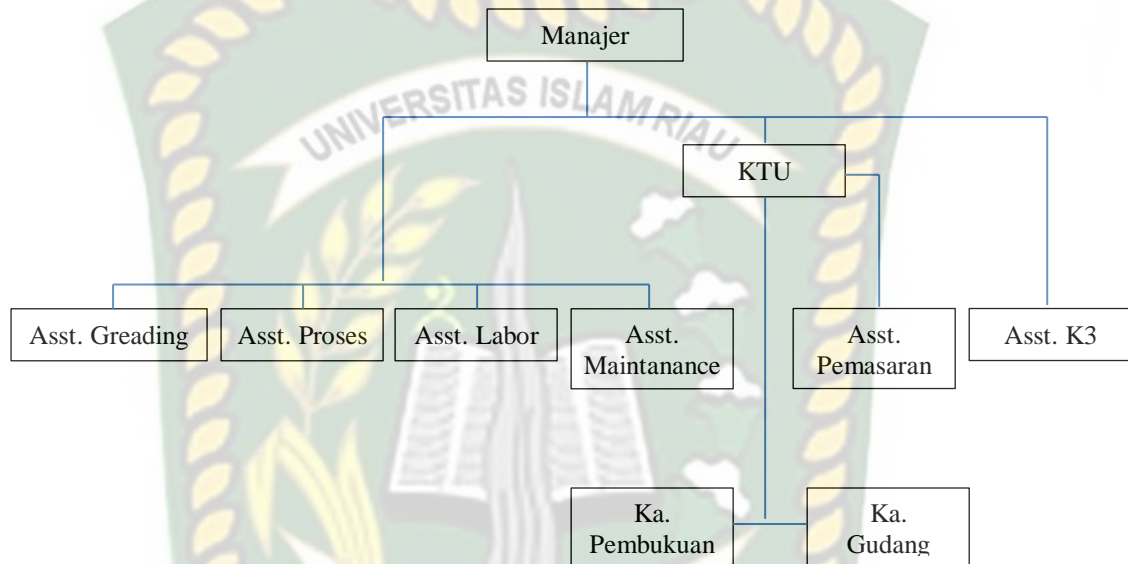 Manajer
UNIVERSITAS ISLAM RIAU
KTU
Asst. Greading
Asst. Proses
Asst. Labor
Asst.
Maintanance
Asst.
Pemasaran
Asst. K3
Ka.
Pembukuan
Ka.
Gudang